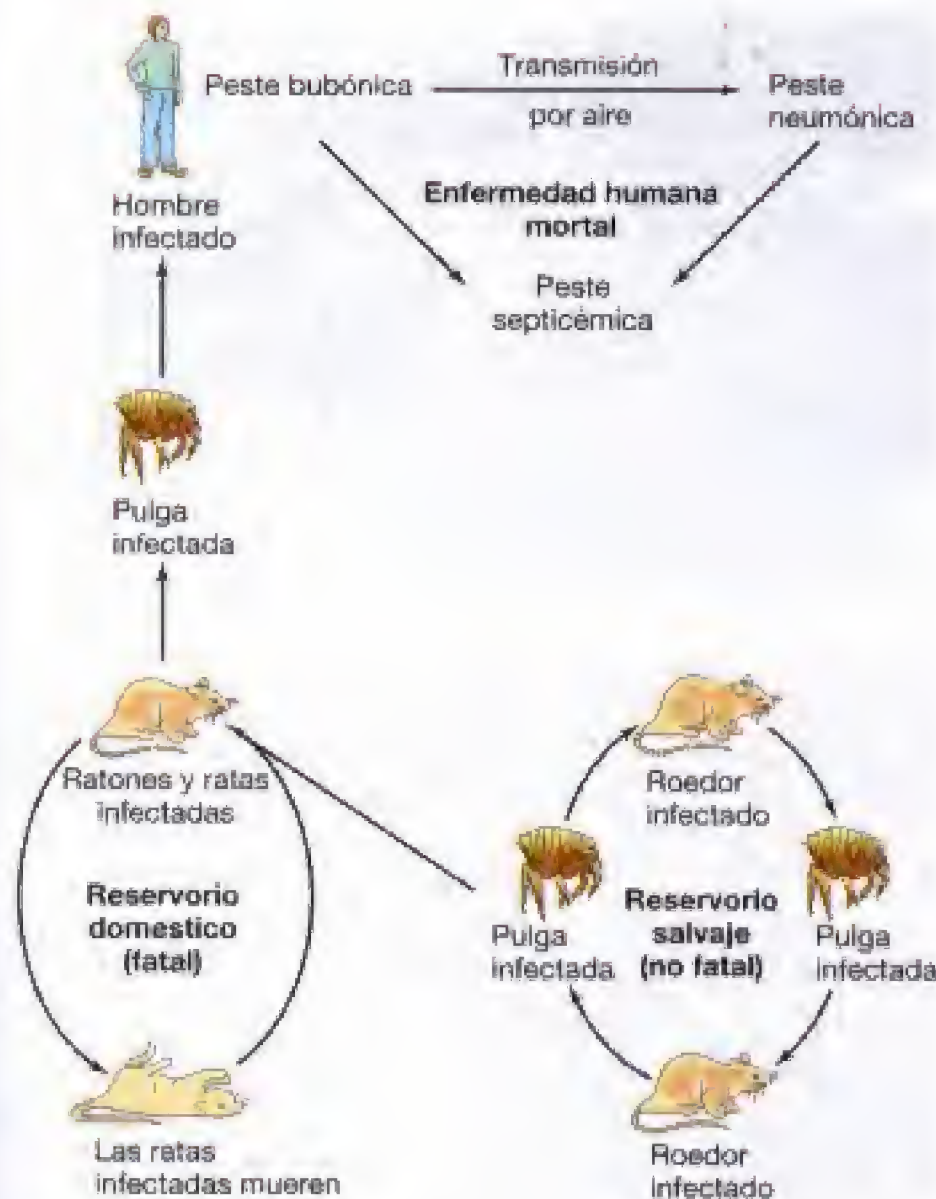 Peste bubónica
Transmisión
por aire
Peste
neumónica
Hombre
infectado
Enfermedad humana
mortal
Peste
septicémica
Pulga
infectada
Ratones y ratas
infectadas
Reservorio
domestico
(fatal)
Las ratas
infectadas mueren
Roedor
infectado
Pulga
infectada
Reservorio
salvaje
(no fatal)
Pulga
infectada
Roedor
infectado